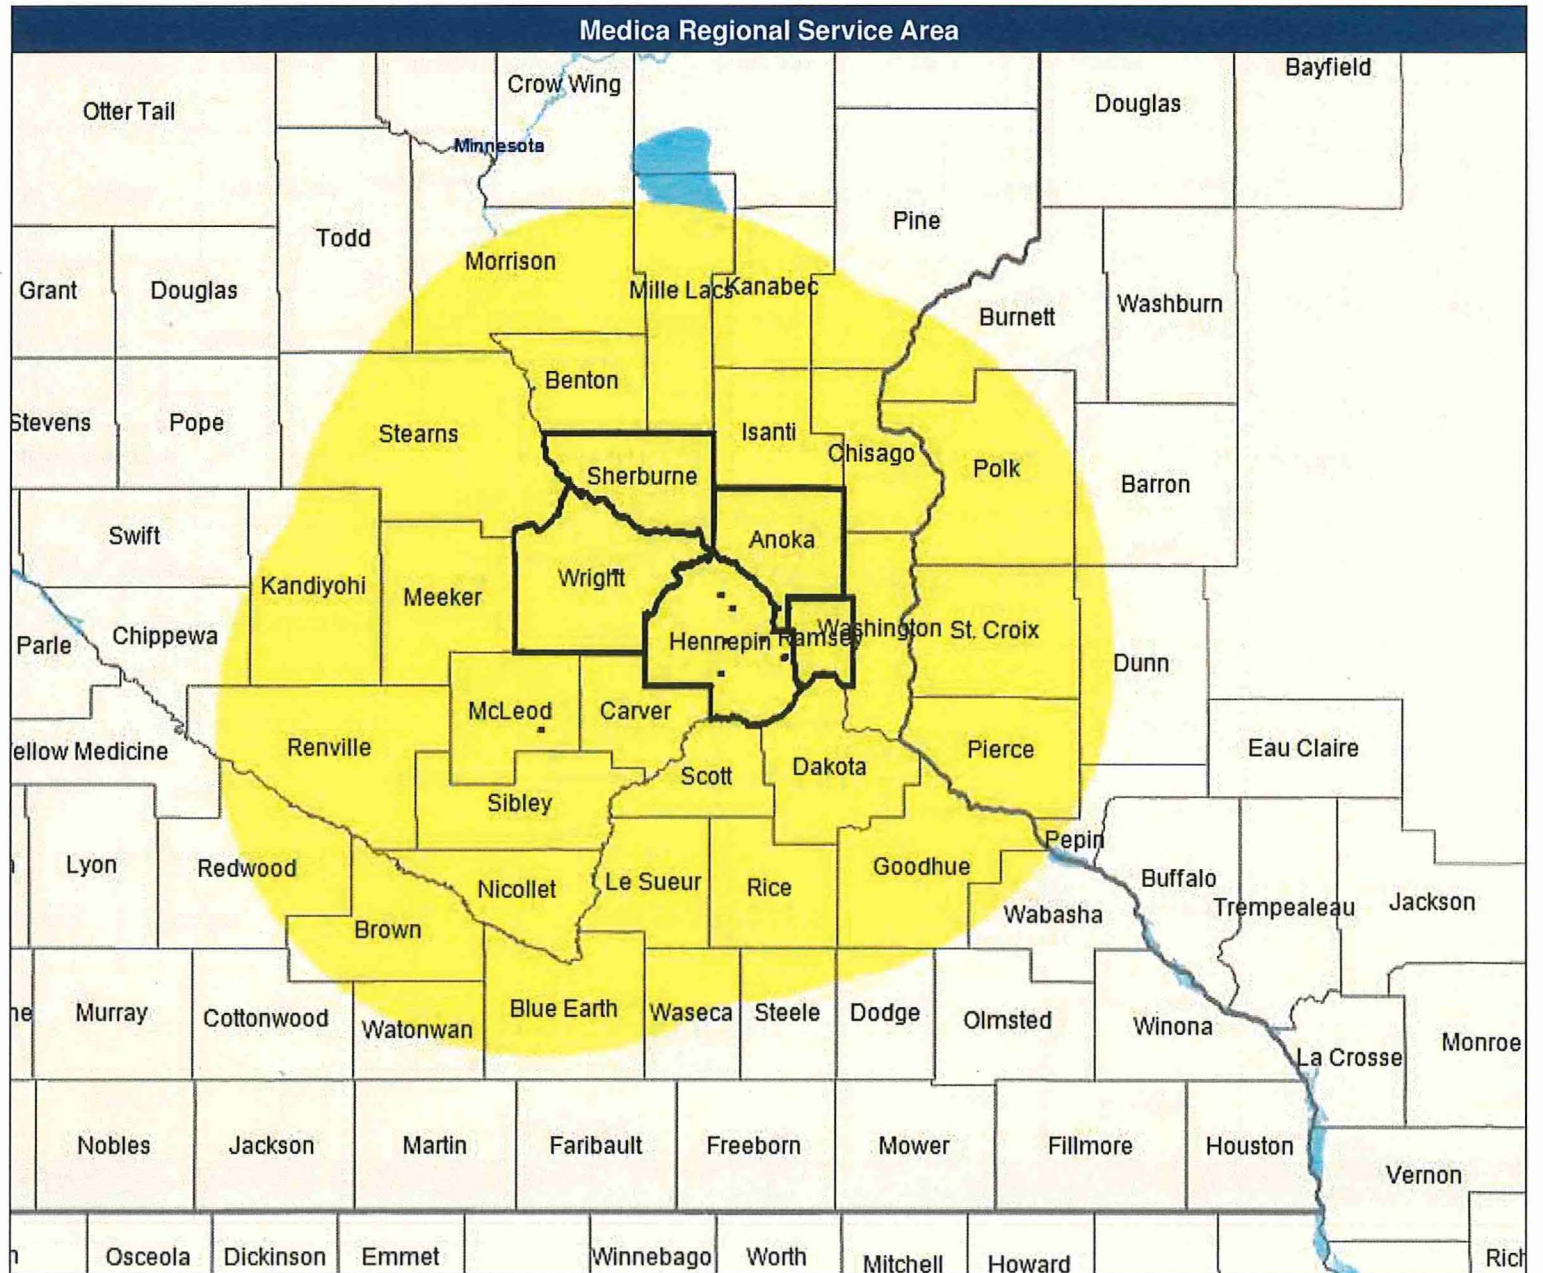 Medica Regional Service Area
Bayfield
Crow Wing
Douglas
Otter Tail
Minnesota
Pine
Todd
Morrison
Grant
Douglas
Mille Lacs
Kanabec
Washburn
Burnett
Benton
Stevens
Pope
Stearns
Isanti
Chisago
Polk
Sherburne
Barron
Swift
Anoka
Wright
Kandiyohi
Meeker
Chippewa
Parle
Hennepin
Ramsey
Washington
St. Croix
Dunn
McLeod
Carver
Renville
ellow Medicine
Pierce
Eau Claire
Scott
Dakota
Sibley
Pepin
Lyon
Redwood
Goodhue
Nicollet
Le Sueur
Rice
Buffalo
Trempealeau
Jackson
Wabasha
Brown
Murray
Cottonwood
Watonwan
Blue Earth
Waseca
Steele
Dodge
Olmsted
Winona
La Crosse
Monroe
Nobles
Jackson
Martin
Faribault
Freeborn
Mower
Fillmore
Houston
Vernon
Osceola
Dickinson
Emmet
Winnebago
Worth
Mitchell
Howard
Rich